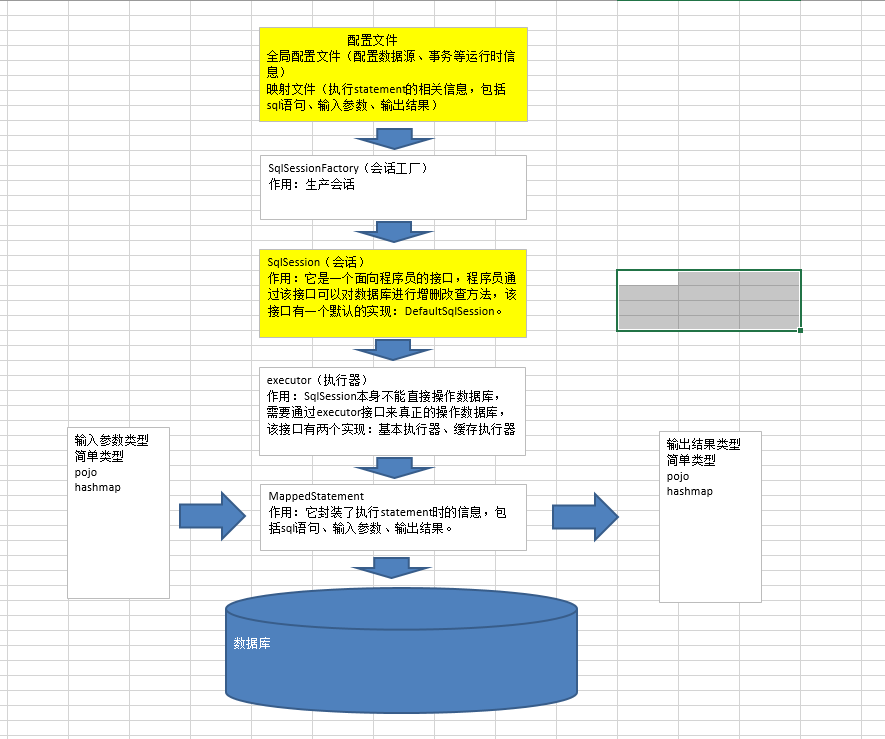 配置文件
全局配置文件（配置数据源、事务等运行时信
息）
映射文件（执行statement的相关信息，包括
sql语句、输入参数、输出结果）
SqlSessionFactory（会话工厂）
作用：生产会话
SqlSession（会话）
作用：它是一个面向程序员的接口，程序员通
过该接口可以对数据库进行增删改查方法，该
接口有一个默认的实现：DefaultSqlSession。
executor（执行器）
作用：SqlSession本身不能直接操作数据库，
需要通过executor接口来真正的操作数据库，
该接口有两个实现：基本执行器、缓存执行器
输入参数类型
简单类型
pojo
hashmap
MappedStatement
作用：它封装了执行statement时的信息，包
括sql语句、输入参数、输出结果。
输出结果类型
简单类型
pojo
hashmap
数据库